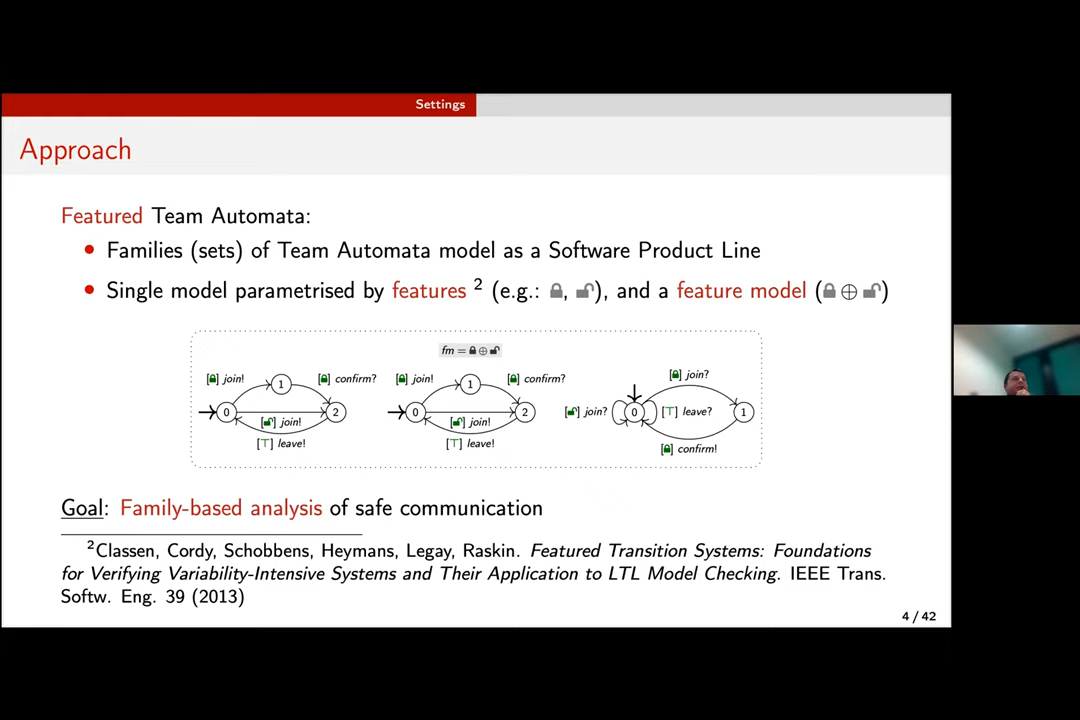 Settings
Approach
Featured Team Automata:
• Families (sets) of Team Automata model as a Software Product Line
• Single model parametrised by features ² (e.g.: 🔒, 🔓), and a feature model (🔒 ⊕ 🔓)
fm = 🔒 ⊕ 🔓
[🔒] join! 1 [🔒] confirm? [🔒] join! 1 [🔒] confirm? [🔒] join?
0 2 0 2 [🔓] join? 0 [⊤] leave? 1
[🔓] join! [🔓] join!
[⊤] leave! [⊤] leave! [🔒] confirm!
Goal: Family-based analysis of safe communication
²Classen, Cordy, Schobbens, Heymans, Legay, Raskin. Featured Transition Systems: Foundations
for Verifying Variability-Intensive Systems and Their Application to LTL Model Checking. IEEE Trans.
Softw. Eng. 39 (2013)
4 / 42